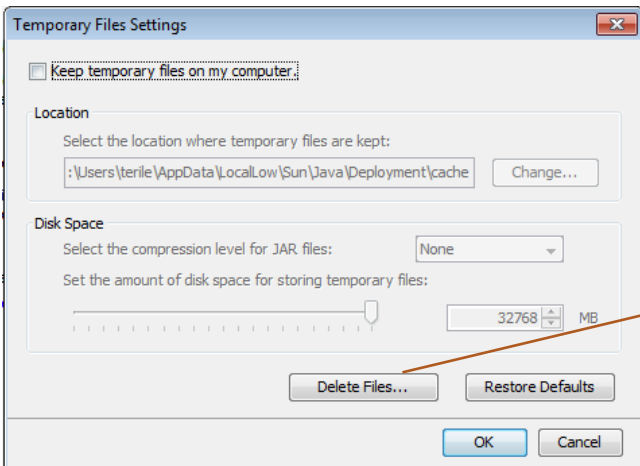 Temporary Files Settings
Keep temporary files on my computer.
Location
Select the location where temporary files are kept:
:\Users\terile\AppData\LocalLow\Sun\Java\Deployment\cache
Change...
Disk Space
Select the compression level for JAR files:
None
Set the amount of disk space for storing temporary files:
32768
MB
Delete Files...
Restore Defaults
OK
Cancel